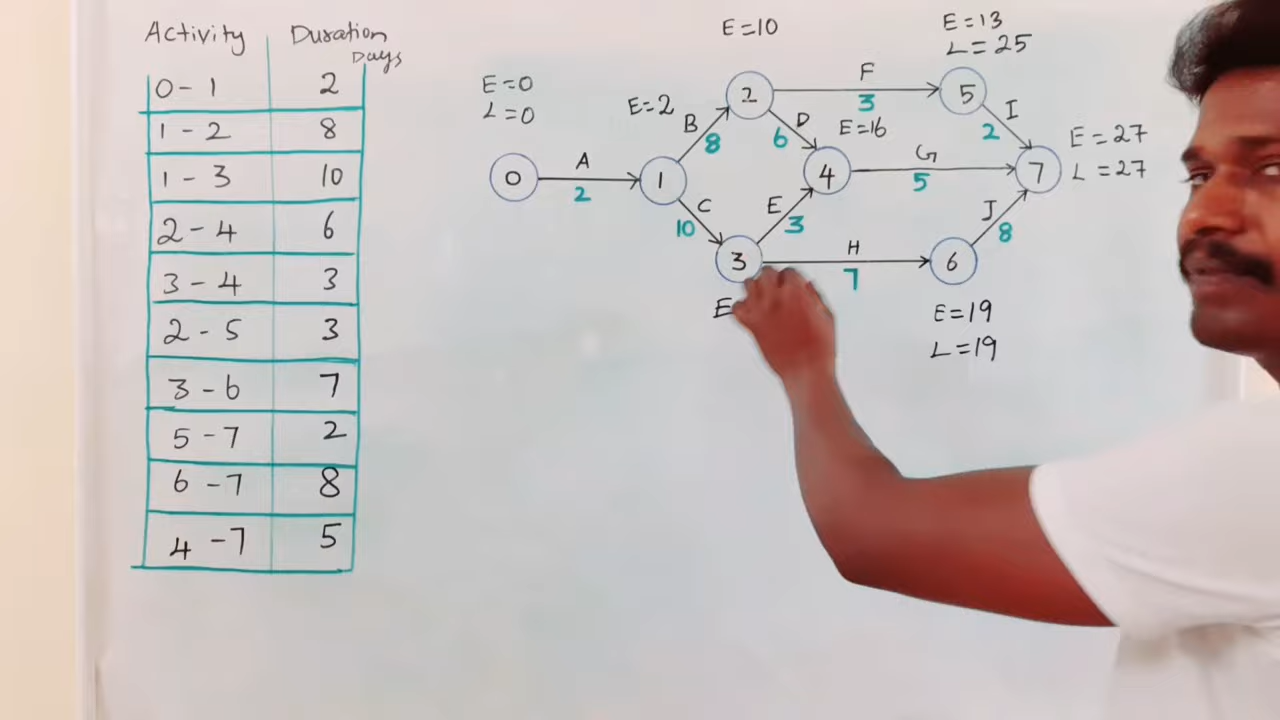 Activity Duration
Days
0 - 1 2
1 - 2 8
1 - 3 10
2 - 4 6
3 - 4 3
2 - 5 3
3 - 6 7
5 - 7 2
6 - 7 8
4 - 7 5
E=10
E=13
L=25
E=0
L=0
E=2
2
F
3
5
I
2
B
8
D
6
E=16
E=27
L=27
0
A
2
1
4
G
5
7
C
10
E
3
J
8
3
H
7
6
E
E=19
L=19